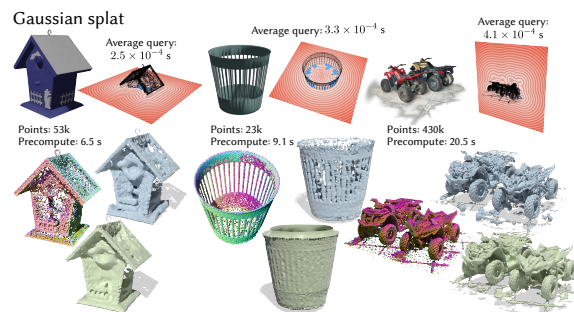 Gaussian splat
Average query:
2.5 × 10⁻⁴ s
Average query: 3.3 × 10⁻⁴ s
Average query:
4.1 × 10⁻⁴ s
Points: 53k
Precompute: 6.5 s
Points: 23k
Precompute: 9.1 s
Points: 430k
Precompute: 20.5 s